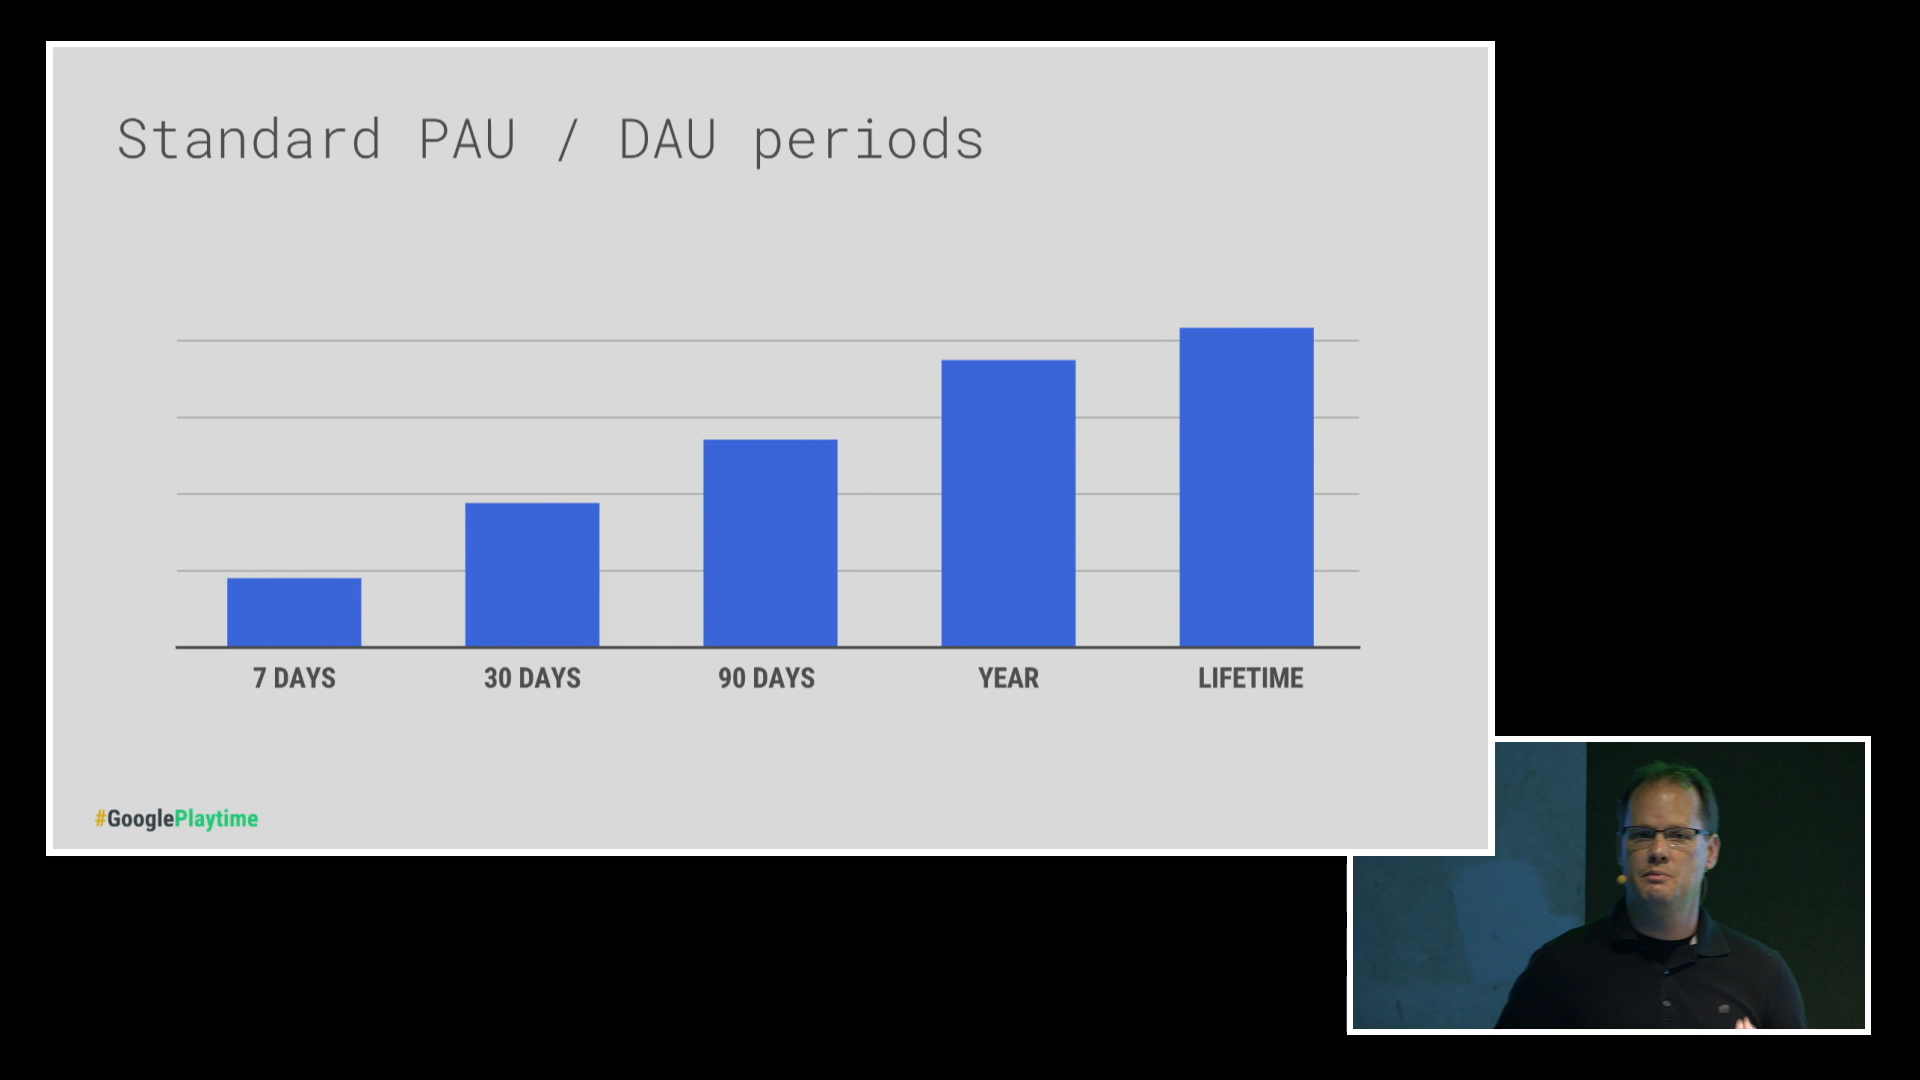 Standard PAU / DAU periods
7 DAYS 30 DAYS 90 DAYS YEAR LIFETIME
#GooglePlaytime